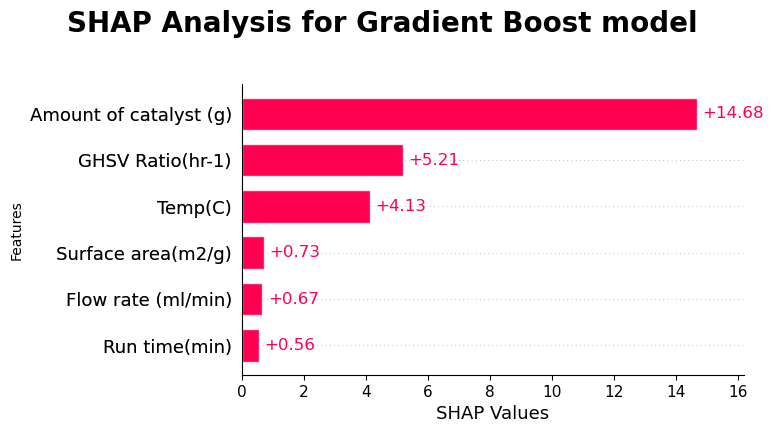 SHAP Analysis for Gradient Boost model
Amount of catalyst (g) +14.68
GHSV Ratio(hr-1) +5.21
Temp(C) +4.13
Surface area(m2/g) +0.73
Flow rate (ml/min) +0.67
Run time(min) +0.56
Features
0 2 4 6 8 10 12 14 16
SHAP Values